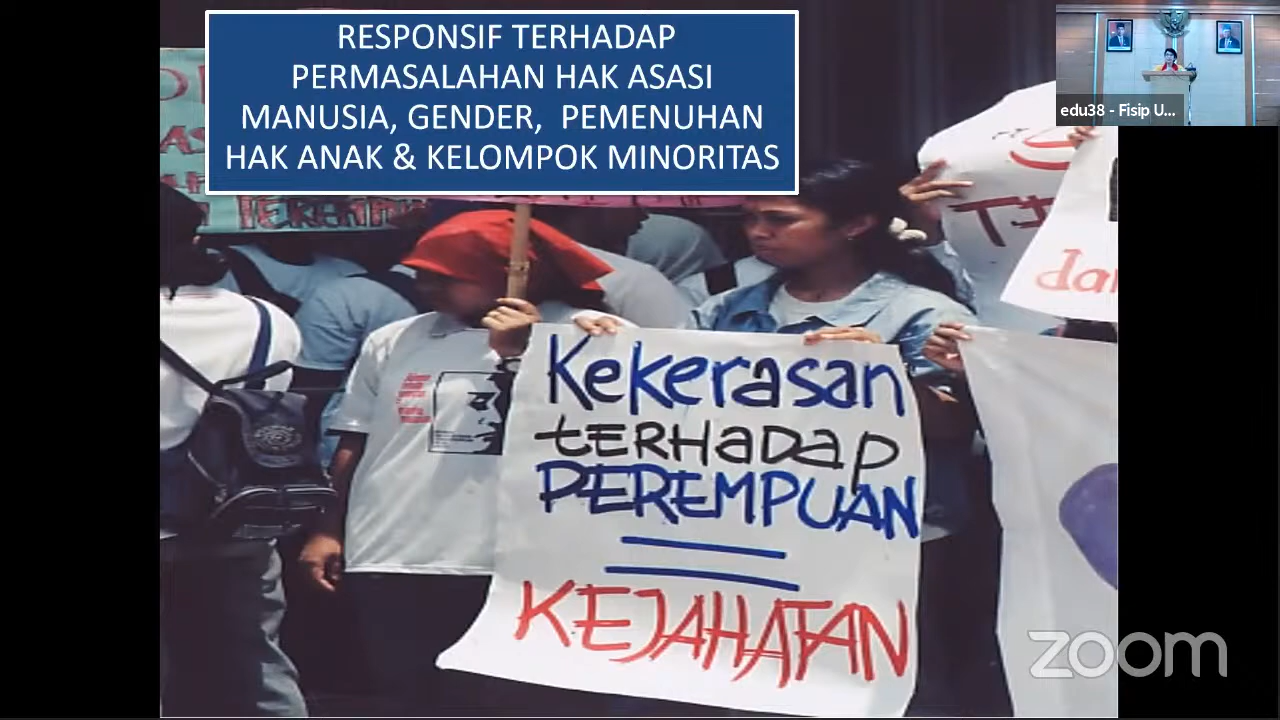 RESPONSIF TERHADAP
PERMASALAHAN HAK ASASI
MANUSIA, GENDER, PEMENUHAN
HAK ANAK & KELOMPOK MINORITAS
edu38 - Fisip U...
Kekerasan
tERHaDap
PEREMPUAN
=
KEJAHATAN
zoom